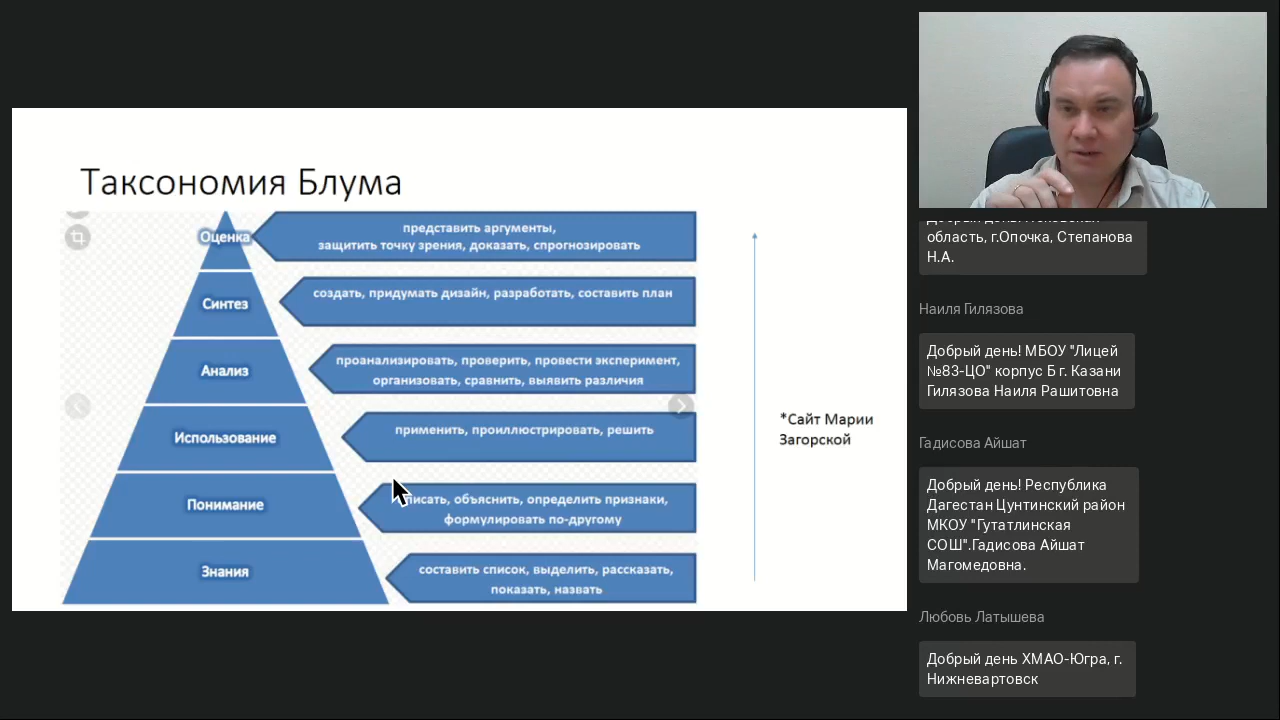 Таксономия Блума
Оценка
представить аргументы,
защитить точку зрения, доказать, спрогнозировать
Синтез
создать, придумать дизайн, разработать, составить план
Анализ
проанализировать, проверить, провести эксперимент,
организовать, сравнить, выявить различия
Использование
применить, проиллюстрировать, решить
Понимание
объяснить, определить признаки,
формулировать по-другому
Знания
составить список, выделить, рассказать,
показать, назвать
*Сайт Марии
Загорской
область, г.Опочка, Степанова
Н.А.
Наиля Гилязова
Добрый день! МБОУ "Лицей
№83-ЦО" корпус Б г. Казани
Гилязова Наиля Рашитовна
Гадисова Айшат
Добрый день! Республика
Дагестан Цунтинский район
МКОУ "Гутатлинская
СОШ".Гадисова Айшат
Магомедовна.
Любовь Латышева
Добрый день ХМАО-Югра, г.
Нижневартовск